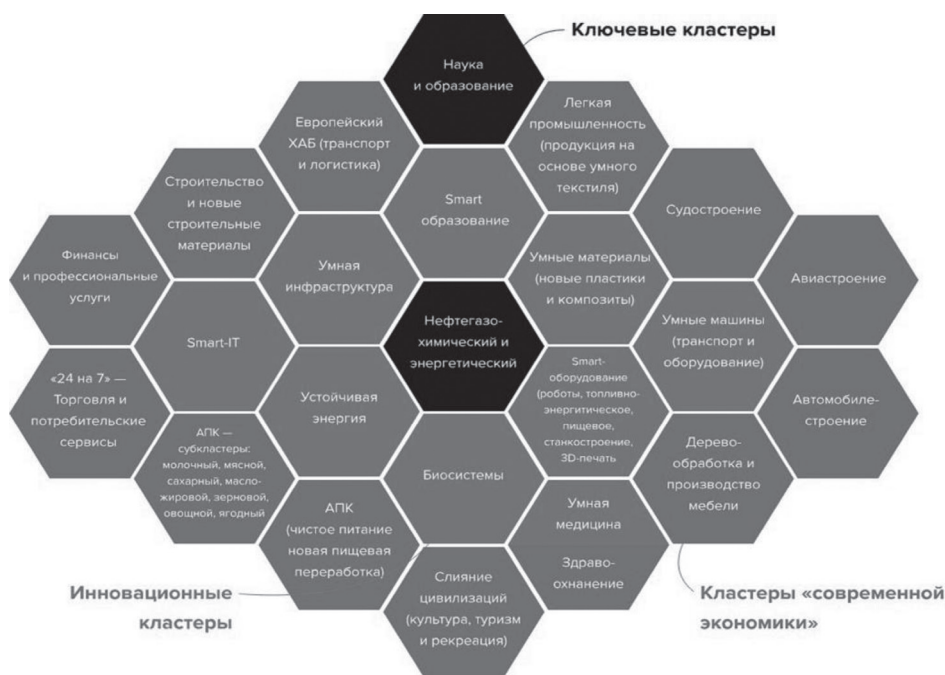 Ключевые кластеры
Наука
и образование
Европейский
ХАБ (транспорт
и логистика)
Легкая
промышленность
(продукция на
основе умного
текстиля)
Строительство
и новые
строительные
материалы
Smart
образование
Судостроение
Финансы
и профессиональные
услуги
Умная
инфраструктура
Умные материалы
(новые пластики
и композиты)
Авиастроение
Smart-IT
Нефтегазо-
химический и
энергетический
Умные машины
(транспорт и
оборудование)
«24 на 7» —
Торговля и
потребительские
сервисы
Устойчивая
энергия
Smart-
оборудование
(роботы, топливно-
энергитическое,
пищевое,
станкостроение,
3D-печать
Автомобиле-
строение
АПК —
субкластеры:
молочный, мясной,
сахарный, масло-
жировой, зерновой,
овощной, ягодный
Биосистемы
Дерево-
обработка и
производство
мебели
АПК
(чистое питание
новая пищевая
переработка)
Умная
медицина
Здраво-
охнанение
Слияние
цивилизаций
(культура, туризм
и рекреация)
Инновационные
кластеры
Кластеры «современной
экономики»